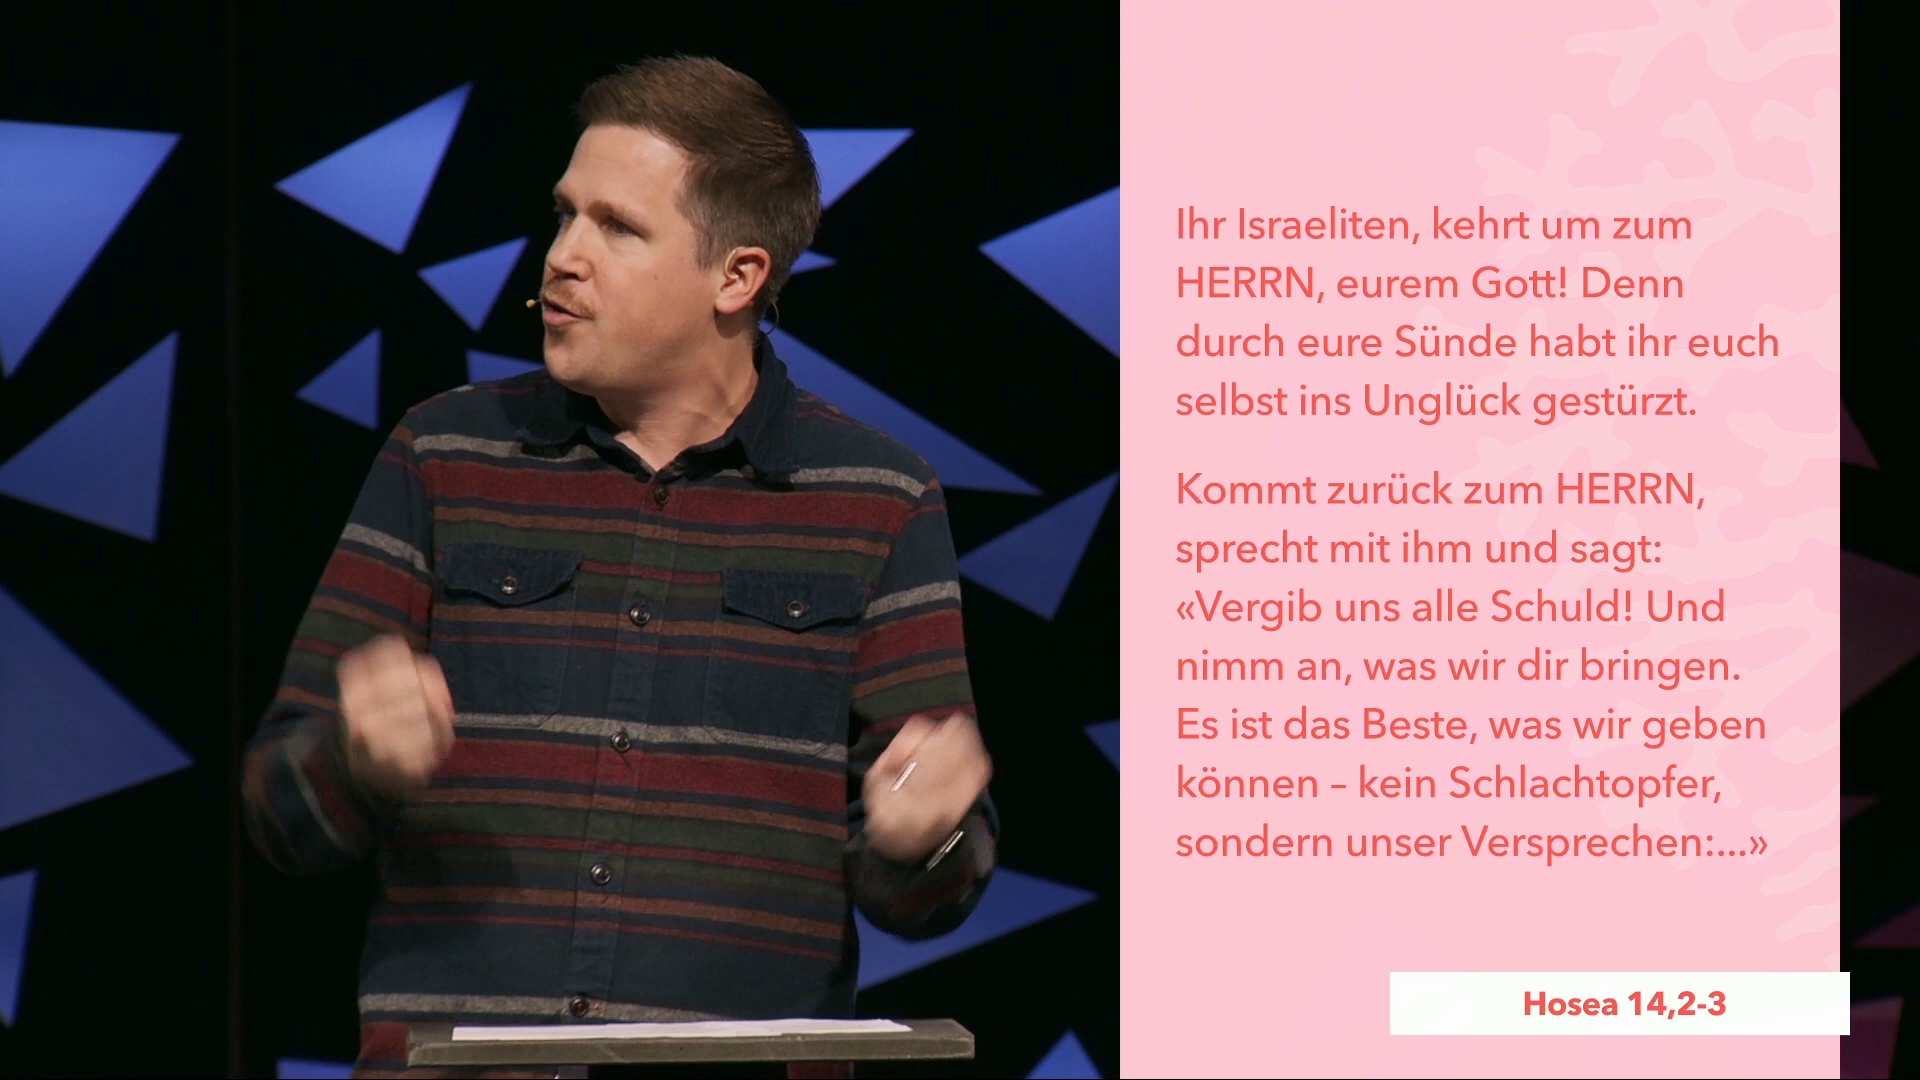 Ihr Israeliten, kehrt um zum
HERRN, eurem Gott! Denn
durch eure Sünde habt ihr euch
selbst ins Unglück gestürzt.
Kommt zurück zum HERRN,
sprecht mit ihm und sagt:
«Vergib uns alle Schuld! Und
nimm an, was wir dir bringen.
Es ist das Beste, was wir geben
können – kein Schlachtopfer,
sondern unser Versprechen:...»
Hosea 14,2-3